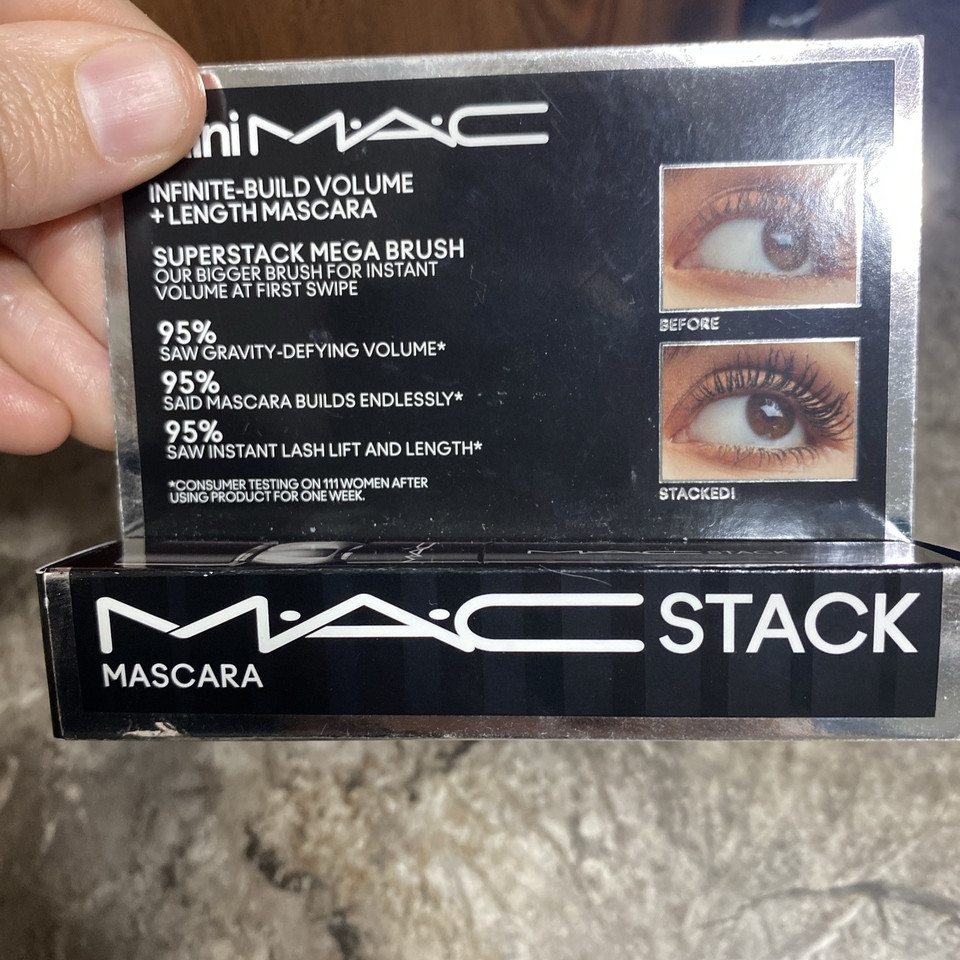 mini M·A·C
INFINITE-BUILD VOLUME
+ LENGTH MASCARA
SUPERSTACK MEGA BRUSH
OUR BIGGER BRUSH FOR INSTANT
VOLUME AT FIRST SWIPE
95%
SAW GRAVITY-DEFYING VOLUME*
95%
SAID MASCARA BUILDS ENDLESSLY*
95%
SAW INSTANT LASH LIFT AND LENGTH*
*CONSUMER TESTING ON 111 WOMEN AFTER
USING PRODUCT FOR ONE WEEK.
BEFORE
STACKED!
MAC
M·A·C STACK
M·A·C STACK
MASCARA